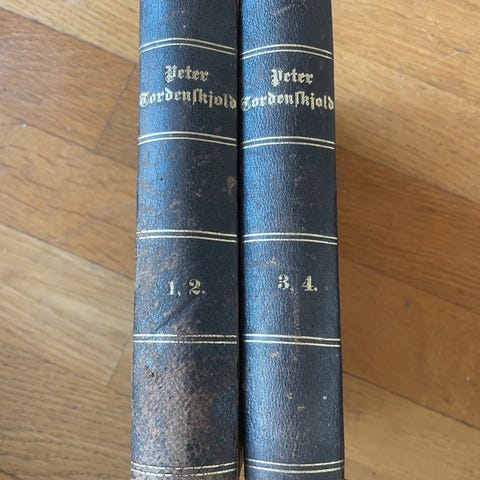 Peter
Tordenſkjold
1, 2.
Peter
Tordenſkjold
3, 4.